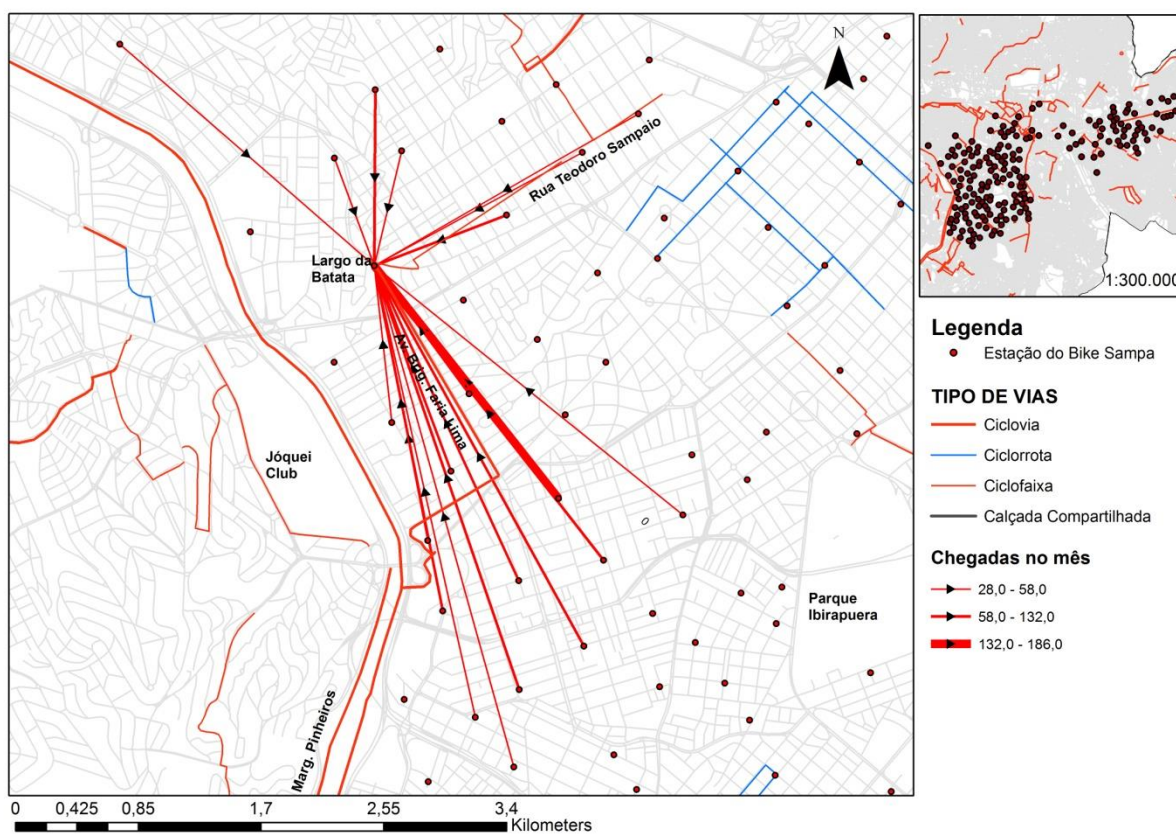 N
Rua Teodoro Sampaio
Largo da
Batata
Av. Brig. Faria Lima
Jóquei
Club
Parque
Ibirapuera
Marg. Pinheiros
0 0,425 0,85 1,7 2,55 3,4
Kilometers
1:300.000
Legenda
Estação do Bike Sampa
TIPO DE VIAS
Ciclovia
Ciclorrota
Ciclofaixa
Calçada Compartilhada
Chegadas no mês
28,0 - 58,0
58,0 - 132,0
132,0 - 186,0